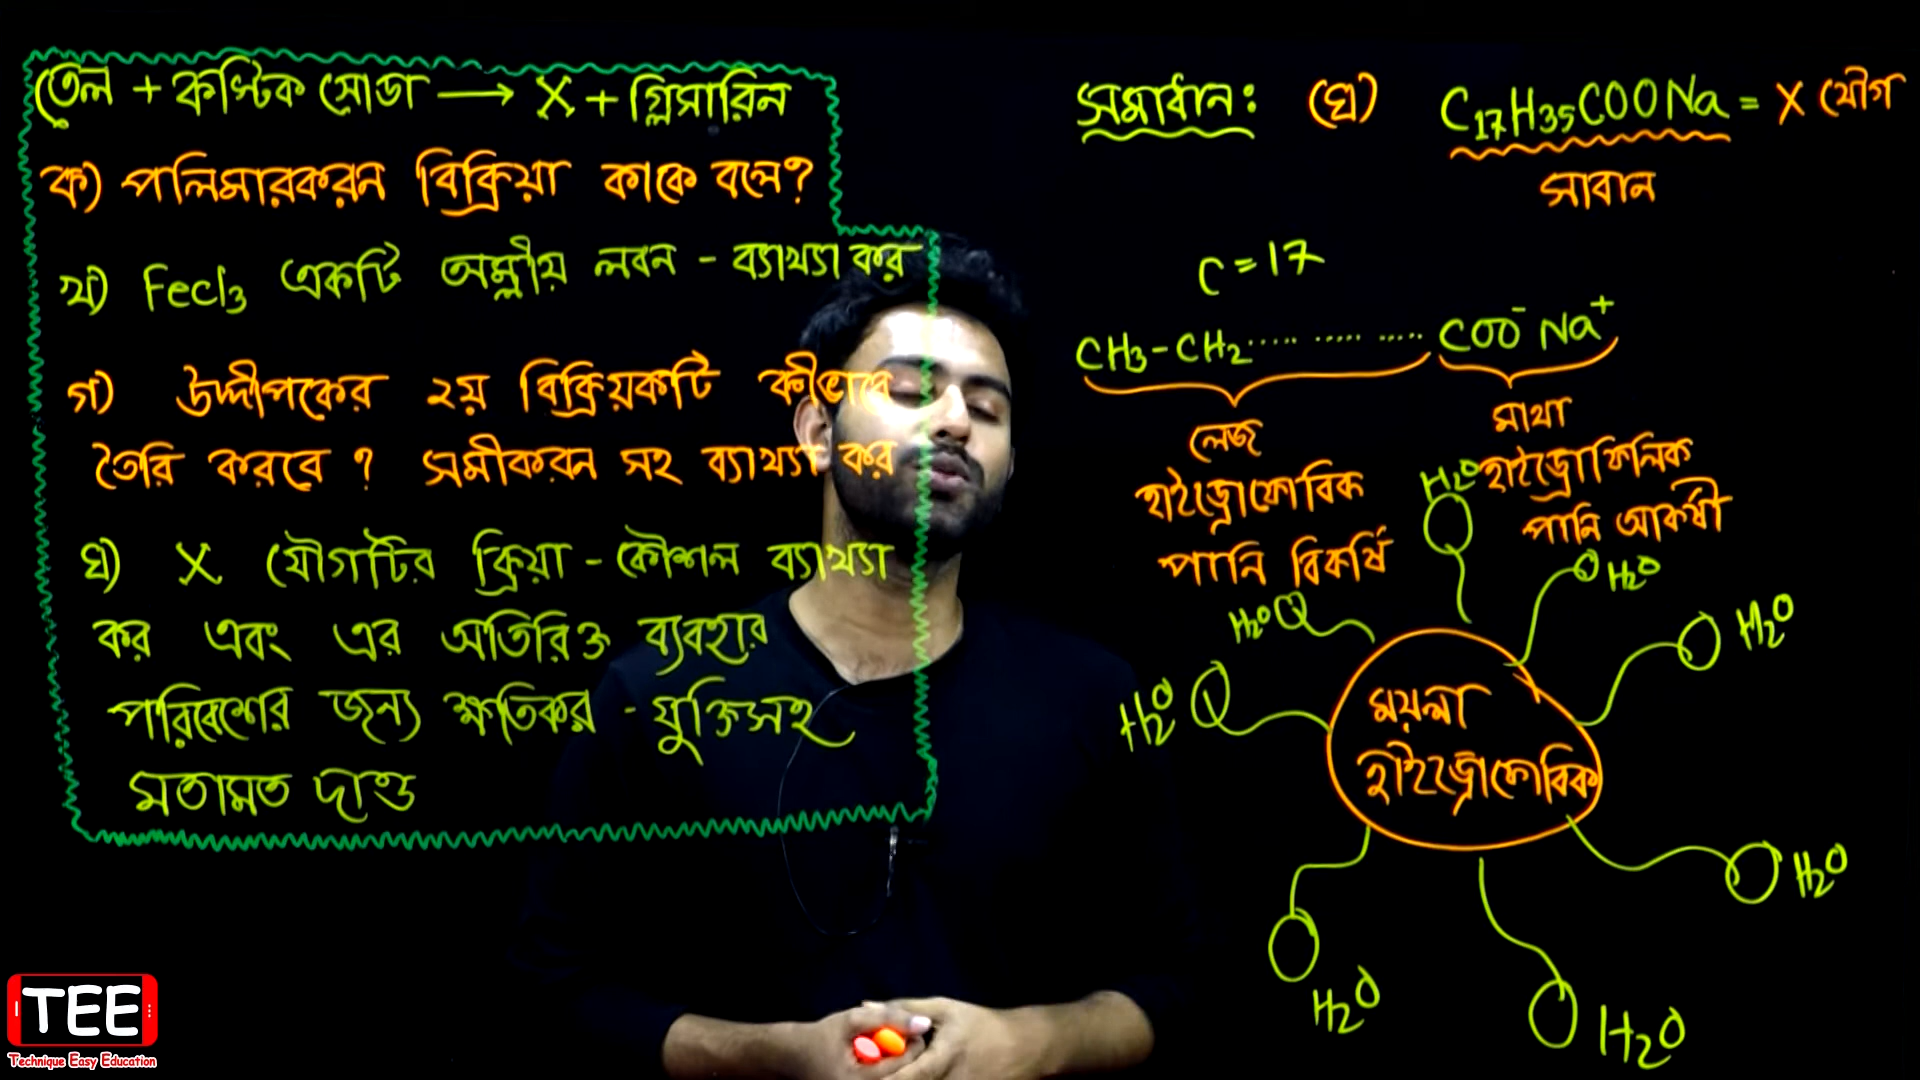 তেল + কস্টিক সোডা → X + গ্লিসারিন
ক) পলিমারকরন বিক্রিয়া কাকে বলে?
খ) FeCl₃ একটি অম্লীয় লবন - ব্যাখ্যা কর
গ) উদ্দীপকের ২য় বিক্রিয়কটি কীভাবে
তৈরি করবে ? সমীকরন সহ ব্যাখ্যা কর
ঘ) X যৌগটির ক্রিয়া - কৌশল ব্যাখ্যা
কর এবং এর অতিরিক্ত ব্যবহার
পরিবেশের জন্য ক্ষতিকর - যুক্তিসহ
মতামত দাও
সমাধান: (ঘ) C₁₇H₃₅COONa = X যৌগ
সাবান
C = 17
CH₃-CH₂............COO⁻ Na⁺
লেজ
হাইড্রোফোবিক
পানি বিকর্ষি
মাথা
হাইড্রোফিলিক
পানি আকর্ষী
H₂O
H₂O
H₂O
H₂O
H₂O
ময়লা
হাইড্রোফোবিক
H₂O
H₂O
H₂O
TEE
Technique Easy Education